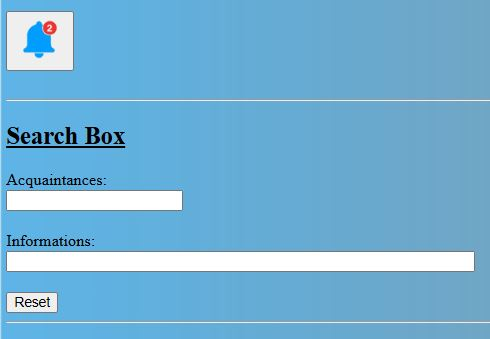 2
Search Box
Acquaintances:
Informations:
Reset